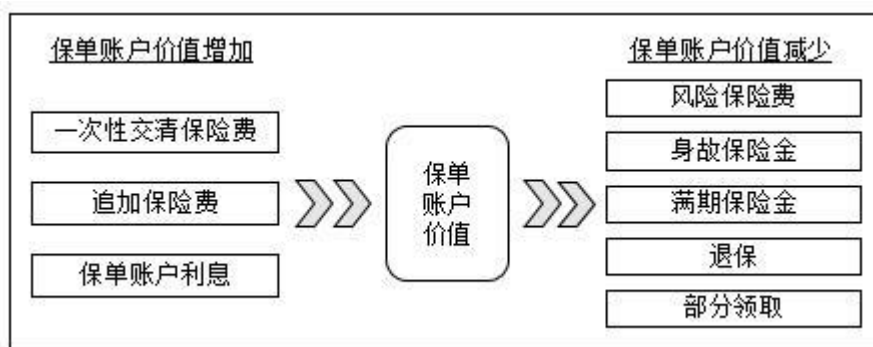 保单账户价值增加
一次性交清保险费
追加保险费
保单账户利息
保单
账户
价值
保单账户价值减少
风险保险费
身故保险金
满期保险金
退保
部分领取